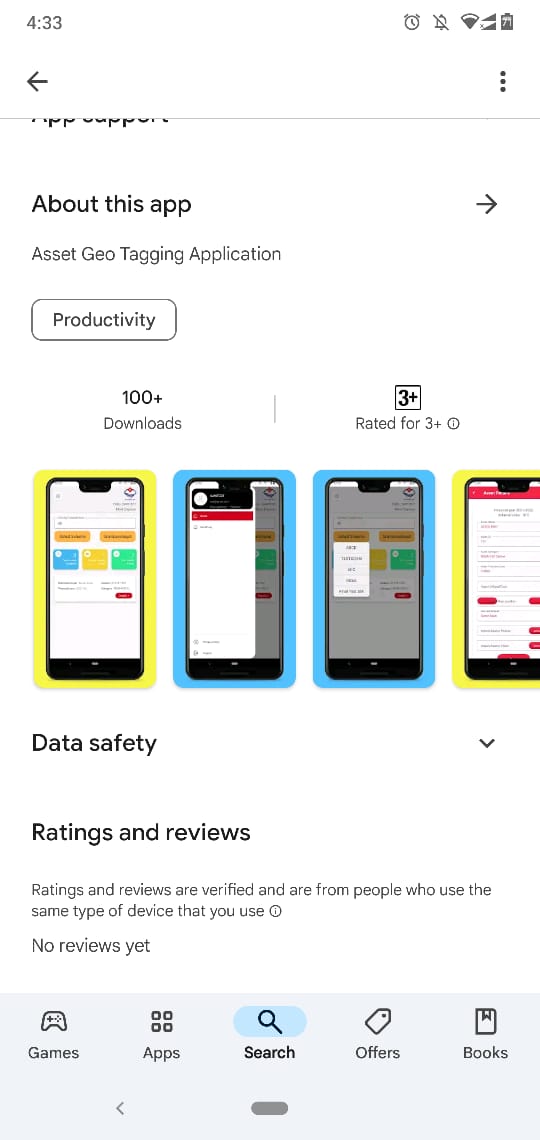 4:33
71
App support
About this app
Asset Geo Tagging Application
Productivity
100+
Downloads
3+
Rated for 3+
Data safety
Ratings and reviews
Ratings and reviews are verified and are from people who use the
same type of device that you use
No reviews yet
Games
Apps
Search
Offers
Books